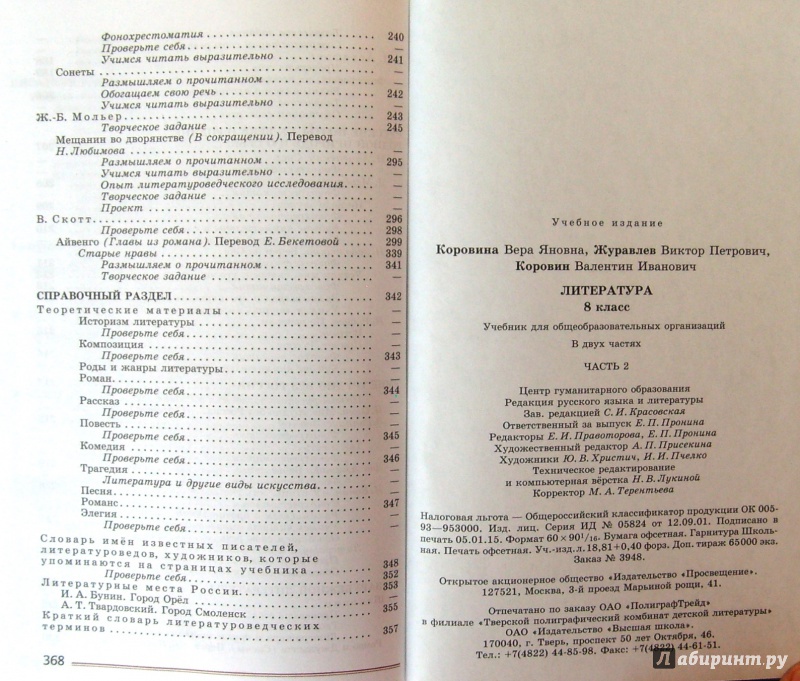 Фонохрестоматия 240
Проверьте себя —
Учимся читать выразительно 241
Сонеты —
Размышляем о прочитанном —
Обогащаем свою речь 242
Учимся читать выразительно —
Ж.-Б. Мольер 243
Творческое задание 245
Мещанин во дворянстве (В сокращении). Перевод
Н. Любимова —
Размышляем о прочитанном 295
Учимся читать выразительно —
Опыт литературоведческого исследования —
Творческое задание —
Проект —
В. Скотт 296
Проверьте себя 298
Айвенго (Главы из романа). Перевод Е. Бекетовой 299
Старые нравы 339
Размышляем о прочитанном 341
Творческое задание —
СПРАВОЧНЫЙ РАЗДЕЛ 342
Теоретические материалы —
Историзм литературы —
Проверьте себя —
Композиция —
Проверьте себя 343
Роды и жанры литературы —
Роман —
Проверьте себя 344
Рассказ —
Проверьте себя —
Повесть —
Проверьте себя 345
Комедия —
Проверьте себя 346
Трагедия —
Литература и другие виды искусства —
Песня —
Романс 347
Элегия —
Проверьте себя —
Словарь имён известных писателей,
литературоведов, художников, которые
упоминаются на страницах учебника 348
Проверьте себя 352
Литературные места России 353
И. А. Бунин. Город Орёл —
А. Т. Твардовский. Город Смоленск 355
Краткий словарь литературоведческих
терминов 357
368
Учебное издание
Коровина Вера Яновна, Журавлев Виктор Петрович,
Коровин Валентин Иванович
ЛИТЕРАТУРА
8 класс
Учебник для общеобразовательных организаций
В двух частях
ЧАСТЬ 2
Центр гуманитарного образования
Редакция русского языка и литературы
Зав. редакцией С. И. Красовская
Ответственный за выпуск Е. П. Пронина
Редакторы Е. И. Правоторова, Е. П. Пронина
Художественный редактор А. П. Присекина
Художники Ю. В. Христич, И. И. Пчелко
Техническое редактирование
и компьютерная вёрстка Н. В. Лукиной
Корректор М. А. Терентьева
Налоговая льгота — Общероссийский классификатор продукции ОК 005-
93—953000. Изд. лиц. Серия ИД № 05824 от 12.09.01. Подписано в
печать 05.01.15. Формат 60 × 90 1/16. Бумага офсетная. Гарнитура Школь-
ная. Печать офсетная. Уч.-изд.л.18,81+0,40 форз. Доп. тираж 65000 экз.
Заказ № 3948.
Открытое акционерное общество «Издательство «Просвещение».
127521, Москва, 3-й проезд Марьиной рощи, 41.
Отпечатано по заказу ОАО «ПолиграфТрейд»
в филиале «Тверской полиграфический комбинат детской литературы»
ОАО «Издательство «Высшая школа».
170040, г. Тверь, проспект 50 лет Октября, 46.
Тел.: +7(4822) 44-85-98. Факс: +7(4822) 44-61-51.
Лабиринт.ру